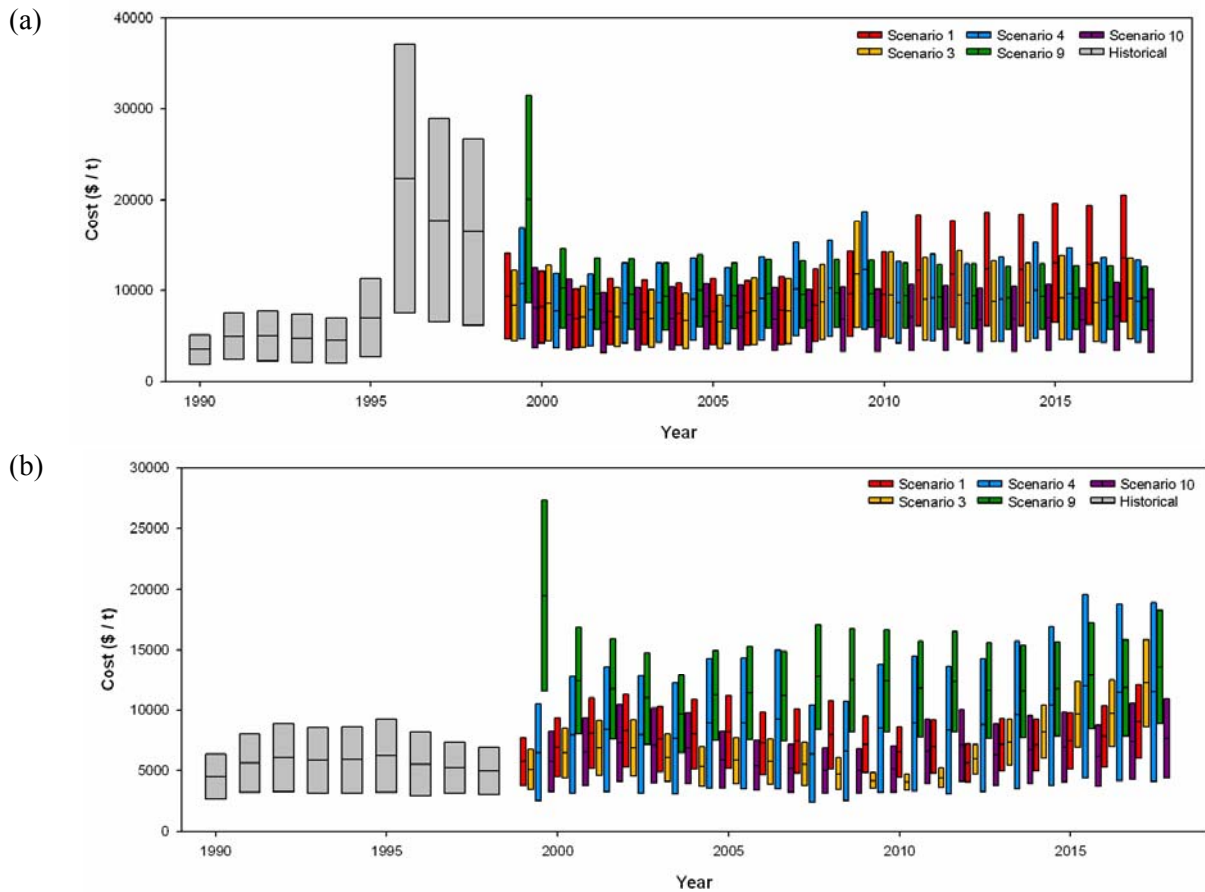 (a)
40000
30000
20000
10000
0
Cost ($ / t)
Scenario 1 Scenario 4 Scenario 10
Scenario 3 Scenario 9 Historical
1990 1995 2000 2005 2010 2015
Year
(b)
30000
25000
20000
15000
10000
5000
0
Cost ($ / t)
Scenario 1 Scenario 4 Scenario 10
Scenario 3 Scenario 9 Historical
1990 1995 2000 2005 2010 2015
Year